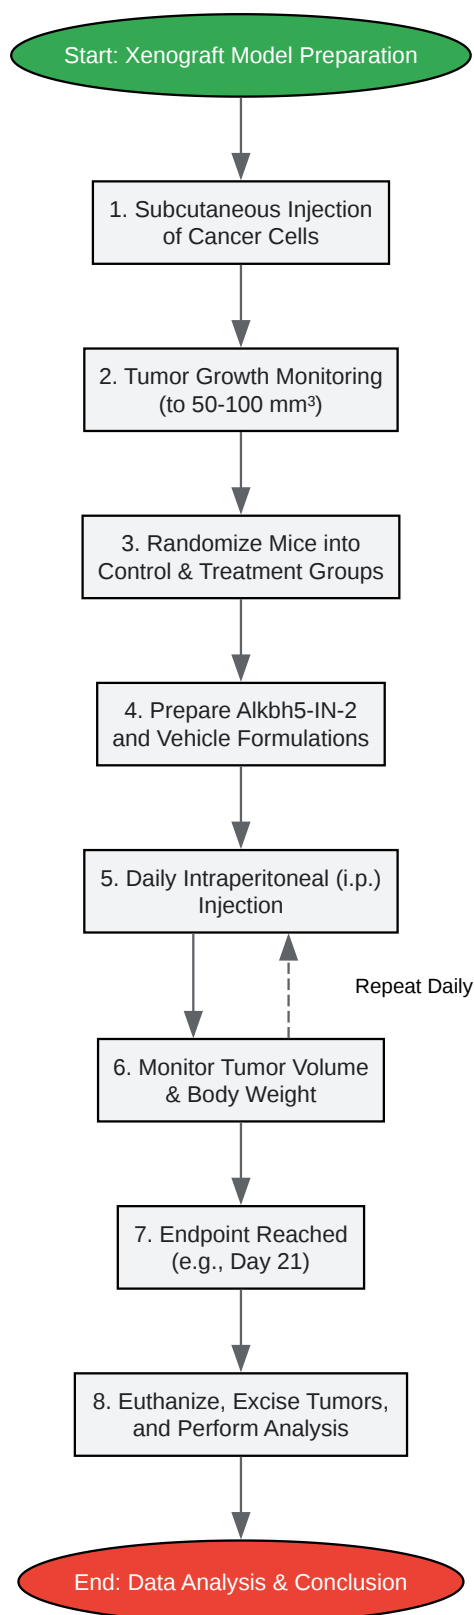 Start: Xenograft Model Preparation
1. Subcutaneous Injection
of Cancer Cells
2. Tumor Growth Monitoring
(to 50-100 mm³)
3. Randomize Mice into
Control & Treatment Groups
4. Prepare Alkbh5-IN-2
and Vehicle Formulations
5. Daily Intraperitoneal (i.p.)
Injection
Repeat Daily
6. Monitor Tumor Volume
& Body Weight
7. Endpoint Reached
(e.g., Day 21)
8. Euthanize, Excise Tumors,
and Perform Analysis
End: Data Analysis & Conclusion